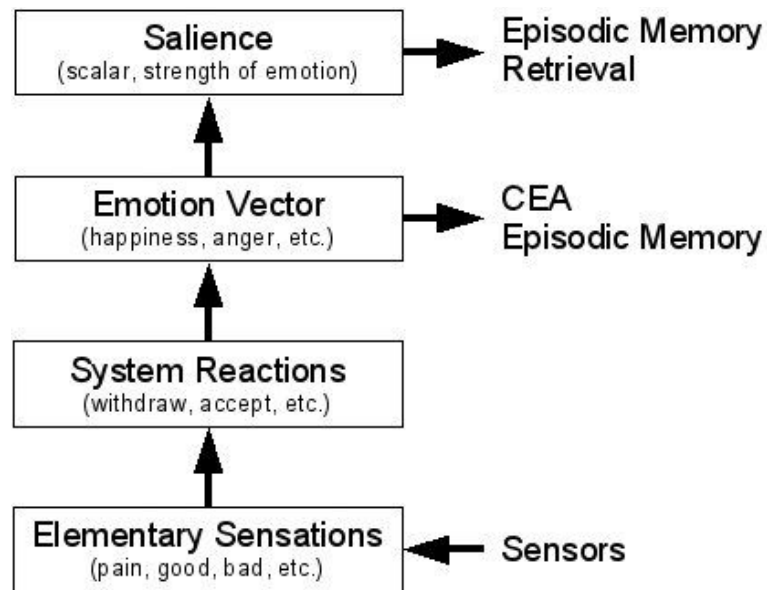 Salience
(scalar, strength of emotion)
Episodic Memory
Retrieval
Emotion Vector
(happiness, anger, etc.)
CEA
Episodic Memory
System Reactions
(withdraw, accept, etc.)
Elementary Sensations
(pain, good, bad, etc.)
Sensors